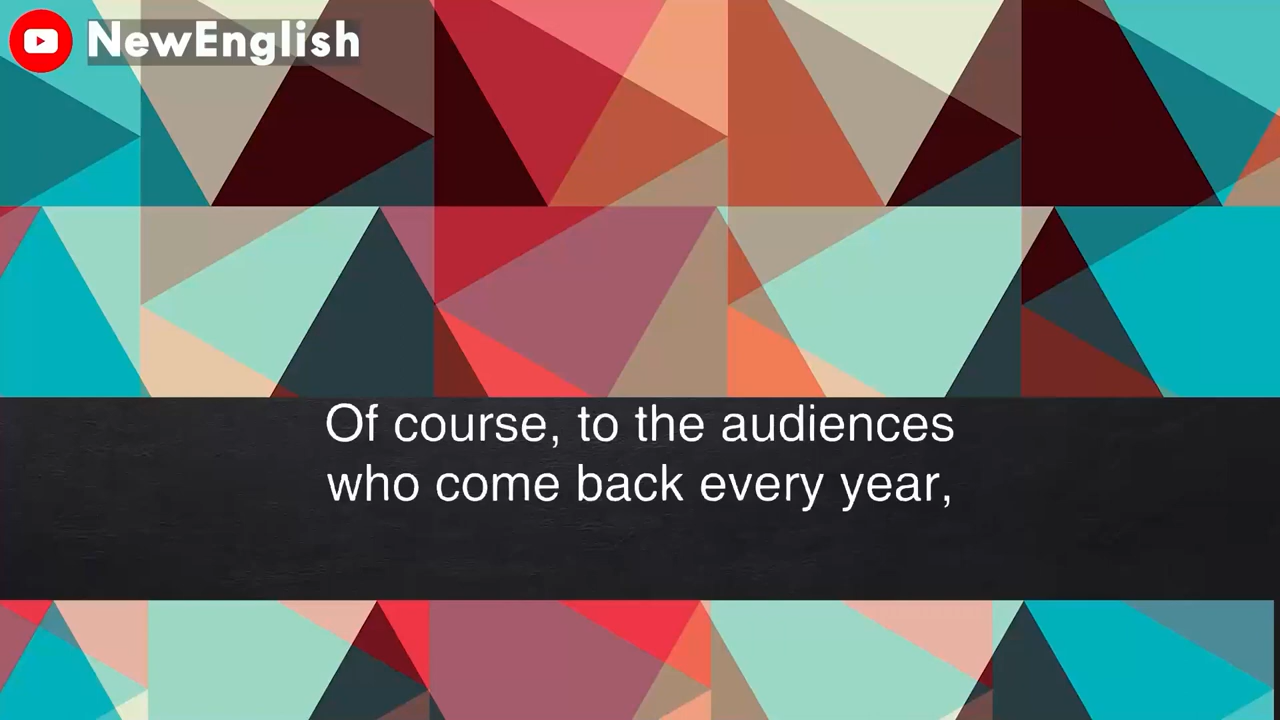 NewEnglish
Of course, to the audiences
who come back every year,